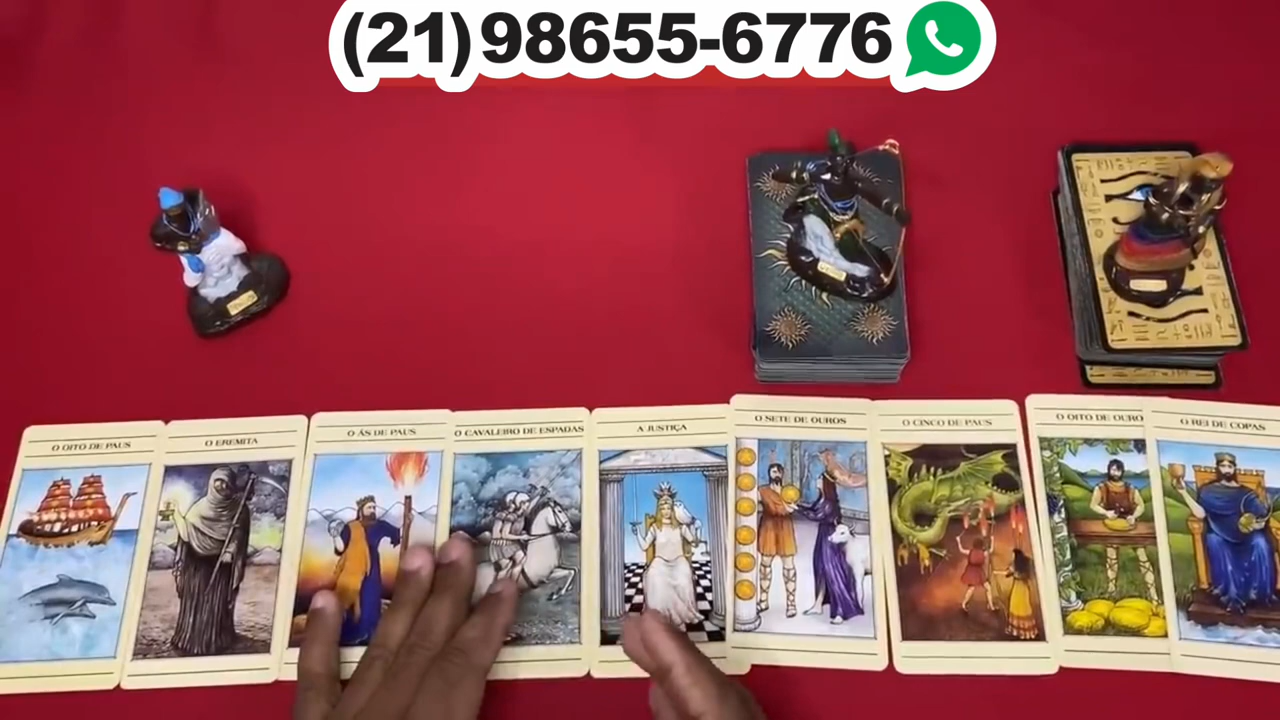 (21)98655-6776
O OITO DE PAUS
O EREMITA
O ÁS DE PAUS
O CAVALEIRO DE ESPADAS
A JUSTIÇA
O SETE DE OUROS
O CINCO DE PAUS
O OITO DE OURO
O REI DE COPAS